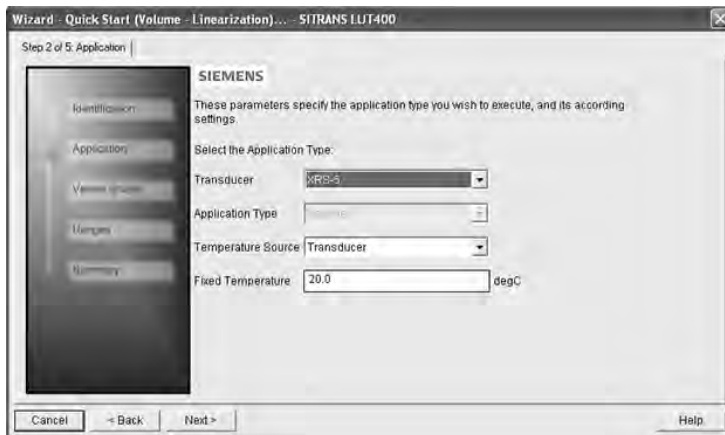 Wizard - Quick Start (Volume - Linearization)... - SITRANS LUT400
Step 2 of 5: Application
SIEMENS
These parameters specify the application type you wish to execute, and its according
settings.
Identification
Application
Vessel shape
Ranges
Summary
Select the Application Type:
Transducer XRS-5
Application Type
Temperature Source Transducer
Fixed Temperature 20.0 degC
Cancel < Back Next > Help